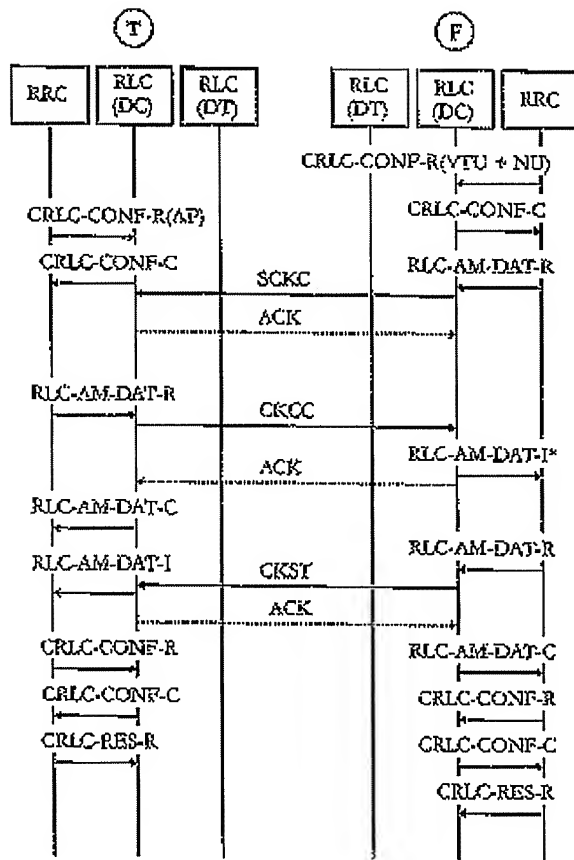 T
F
RRC
RLC
(DC)
RLC
(DT)
RLC
(DT)
RLC
(DC)
RRC
CRLC-CONF-R(VTU + NU)
CRLC-CONF-R(AP)
CRLC-CONF-C
CRLC-CONF-C
RLC-AM-DAT-R
SCKC
ACK
RLC-AM-DAT-R
CKCC
RLC-AM-DAT-I*
ACK
RLC-AM-DAT-C
RLC-AM-DAT-R
RLC-AM-DAT-I
CKST
ACK
CRLC-CONF-R
RLC-AM-DAT-C
CRLC-CONF-C
CRLC-CONF-R
CRLC-RES-R
CRLC-CONF-C
CRLC-RES-R